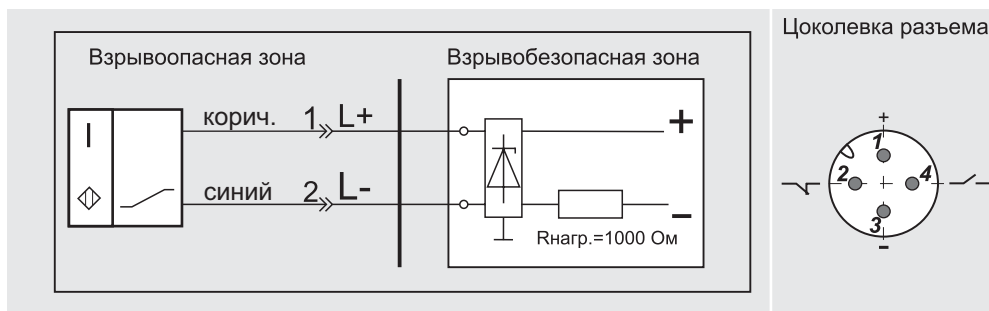 Цоколевка разъема
Взрывоопасная зона
Взрывобезопасная зона
корич. 1 L+
+
I
синий 2 L-
-
Rнагр.=1000 Ом
+
1
2
4
3
-